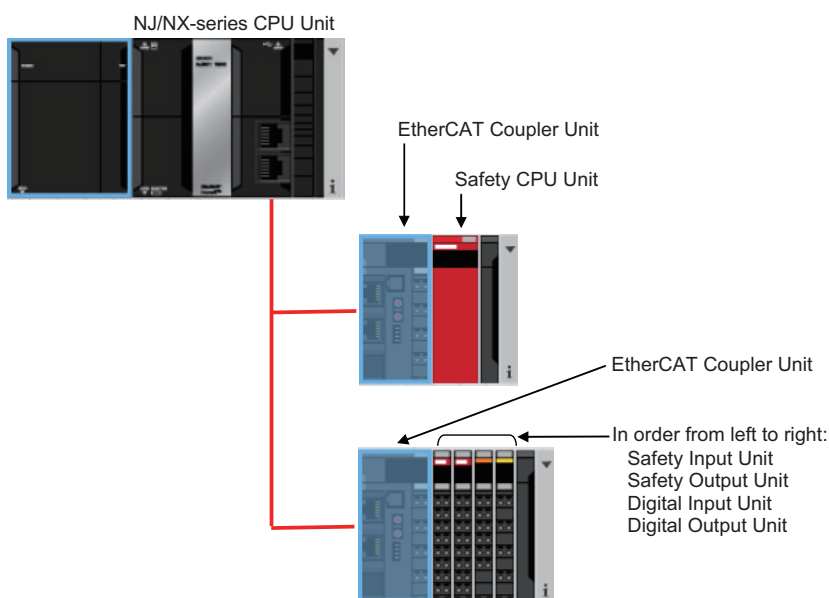 NJ/NX-series CPU Unit
EtherCAT Coupler Unit
Safety CPU Unit
EtherCAT Coupler Unit
In order from left to right:
Safety Input Unit
Safety Output Unit
Digital Input Unit
Digital Output Unit